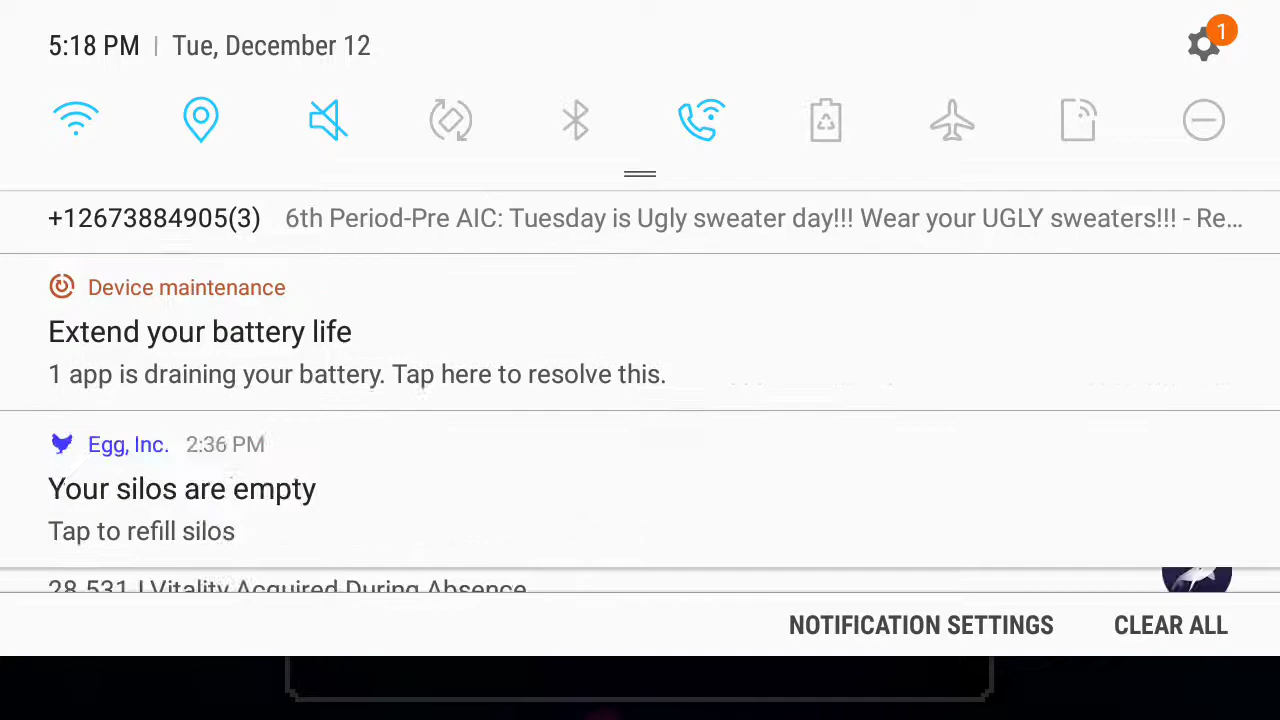 5:18 PM | Tue, December 12
1
+12673884905(3) 6th Period-Pre AIC: Tuesday is Ugly sweater day!!! Wear your UGLY sweaters!!! - Re...
Device maintenance
Extend your battery life
1 app is draining your battery. Tap here to resolve this.
Egg, Inc. 2:36 PM
Your silos are empty
Tap to refill silos
28.531 J Vitality Acquired During Absence
NOTIFICATION SETTINGS CLEAR ALL